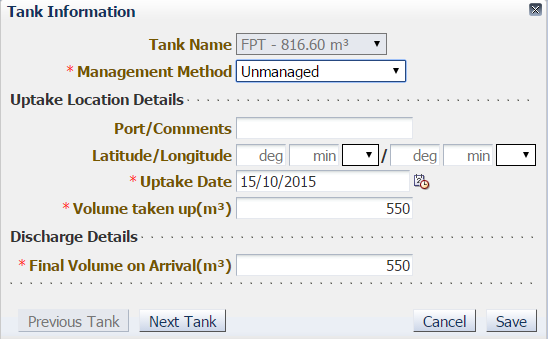 Tank Information
Tank Name FPT - 816.60 m³
* Management Method Unmanaged
Uptake Location Details
Port/Comments
Latitude/Longitude deg min / deg min
* Uptake Date 15/10/2015
* Volume taken up(m³) 550
Discharge Details
* Final Volume on Arrival(m³) 550
Previous Tank Next Tank Cancel Save